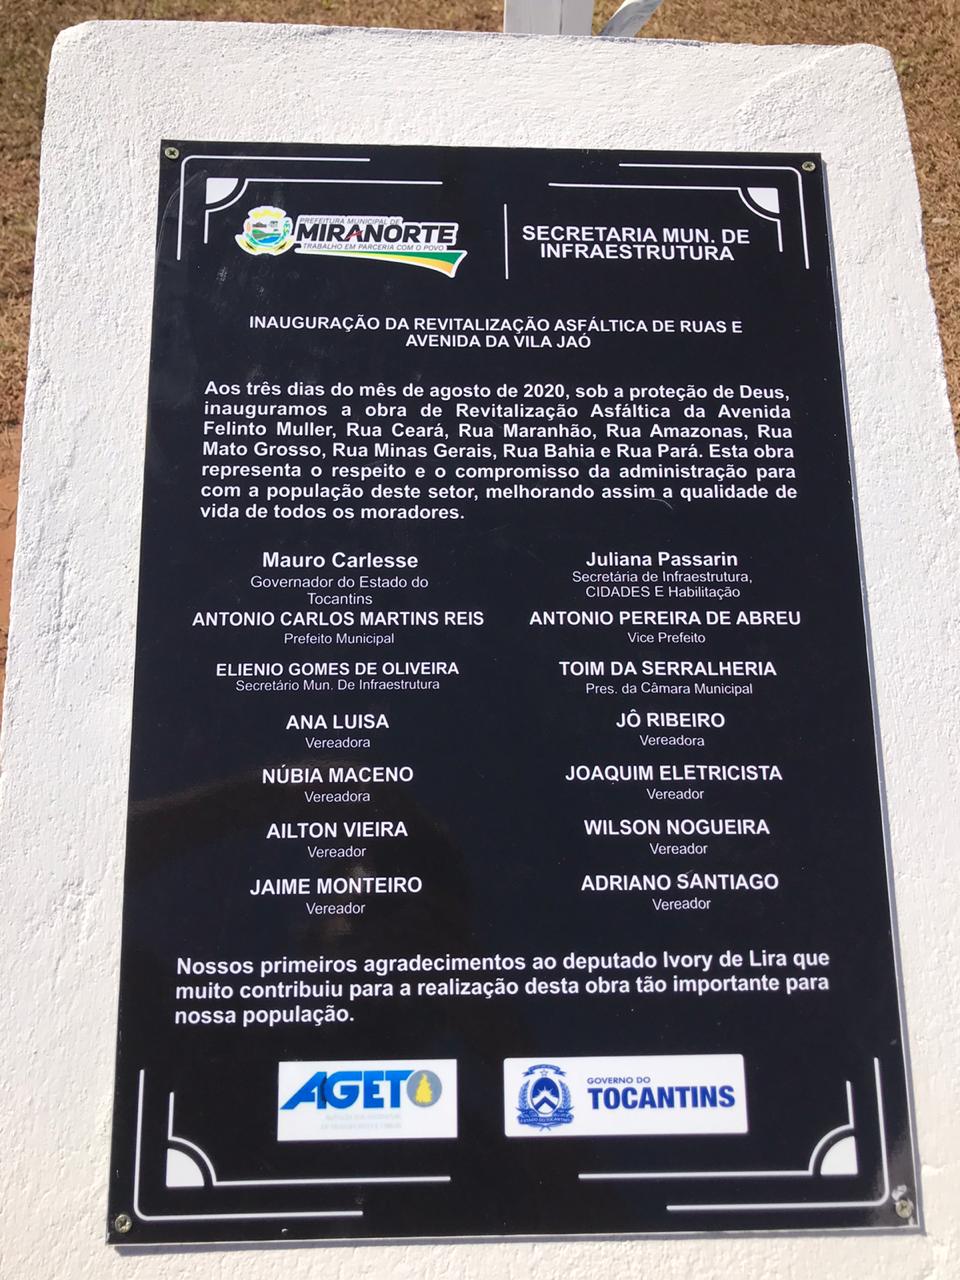 PREFEITURA MUNICIPAL DE
MIRANORTE
TRABALHO EM PARCERIA COM O POVO
SECRETARIA MUN. DE
INFRAESTRUTURA
INAUGURAÇÃO DA REVITALIZAÇÃO ASFÁLTICA DE RUAS E
AVENIDA DA VILA JAÓ
Aos três dias do mês de agosto de 2020, sob a proteção de Deus,
inauguramos a obra de Revitalização Asfáltica da Avenida
Felinto Muller, Rua Ceará, Rua Maranhão, Rua Amazonas, Rua
Mato Grosso, Rua Minas Gerais, Rua Bahia e Rua Pará. Esta obra
representa o respeito e o compromisso da administração para
com a população deste setor, melhorando assim a qualidade de
vida de todos os moradores.
Mauro Carlesse
Governador do Estado do
Tocantins
Juliana Passarin
Secretária de Infraestrutura,
CIDADES E Habilitação
ANTONIO CARLOS MARTINS REIS
Prefeito Municipal
ANTONIO PEREIRA DE ABREU
Vice Prefeito
ELIENIO GOMES DE OLIVEIRA
Secretário Mun. De Infraestrutura
TOIM DA SERRALHERIA
Pres. da Câmara Municipal
ANA LUISA
Vereadora
JÔ RIBEIRO
Vereadora
NÚBIA MACENO
Vereadora
JOAQUIM ELETRICISTA
Vereador
AILTON VIEIRA
Vereador
WILSON NOGUEIRA
Vereador
JAIME MONTEIRO
Vereador
ADRIANO SANTIAGO
Vereador
Nossos primeiros agradecimentos ao deputado Ivory de Lira que
muito contribuiu para a realização desta obra tão importante para
nossa população.
AGETO
GOVERNO DO
TOCANTINS